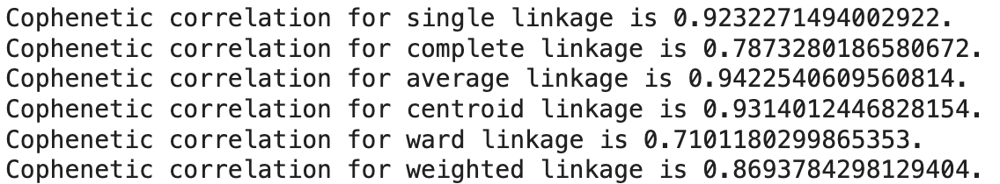 Cophenetic correlation for single linkage is 0.9232271494002922.
Cophenetic correlation for complete linkage is 0.7873280186580672.
Cophenetic correlation for average linkage is 0.9422540609560814.
Cophenetic correlation for centroid linkage is 0.9314012446828154.
Cophenetic correlation for ward linkage is 0.7101180299865353.
Cophenetic correlation for weighted linkage is 0.8693784298129404.